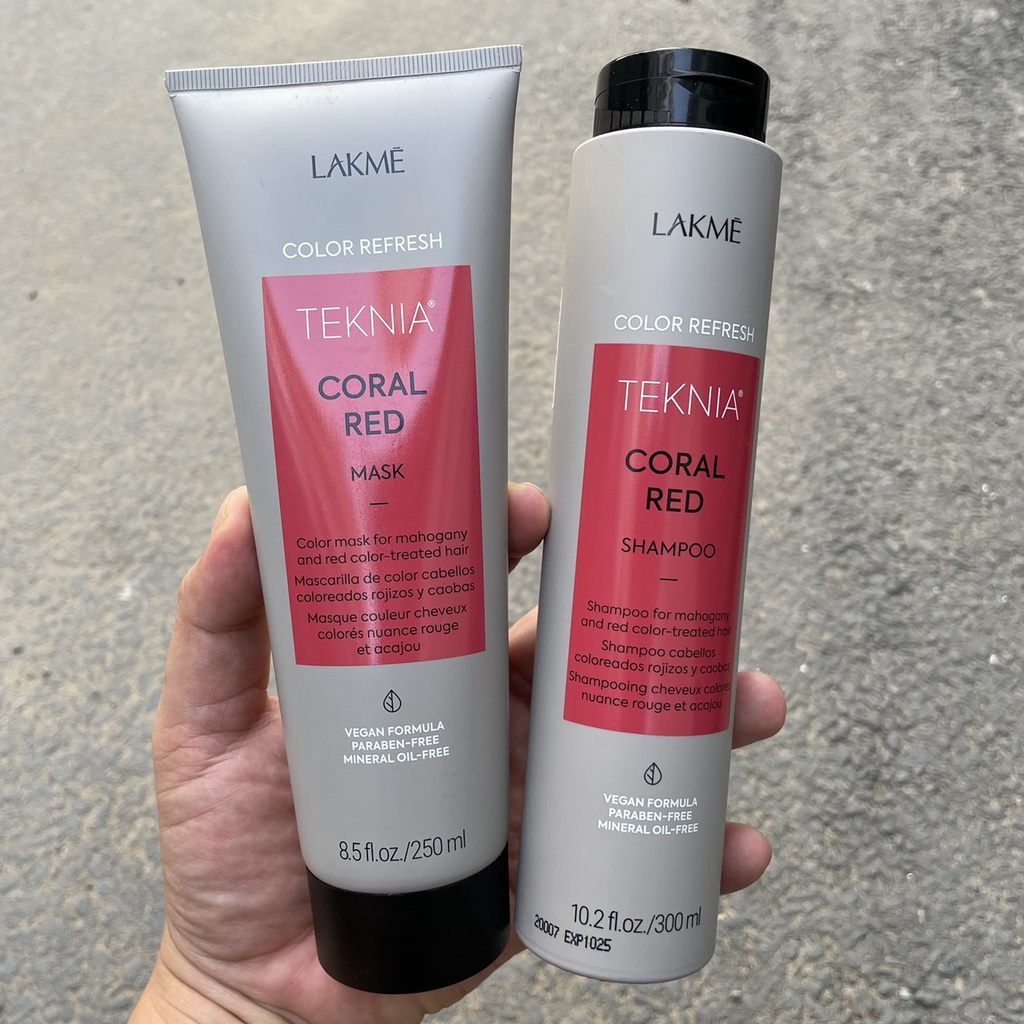 LAKMĒ
COLOR REFRESH
TEKNIA®
CORAL
RED
MASK
Color mask for mahogany
and red color-treated hair
Mascarilla de color cabellos
coloreados rojizos y caobas
Masque couleur cheveux
colorés nuance rouge
et acajou
VEGAN FORMULA
PARABEN-FREE
MINERAL OIL-FREE
8.5 fl.oz./250 ml
LAKMĒ
COLOR REFRESH
TEKNIA®
CORAL
RED
SHAMPOO
Shampoo for mahogany
and red color-treated hair
Shampoo cabellos
coloreados rojizos y caobas
Shampooing cheveux colorés
nuance rouge et acajou
VEGAN FORMULA
PARABEN-FREE
MINERAL OIL-FREE
10.2 fl.oz./300 ml
20007 EXP1025